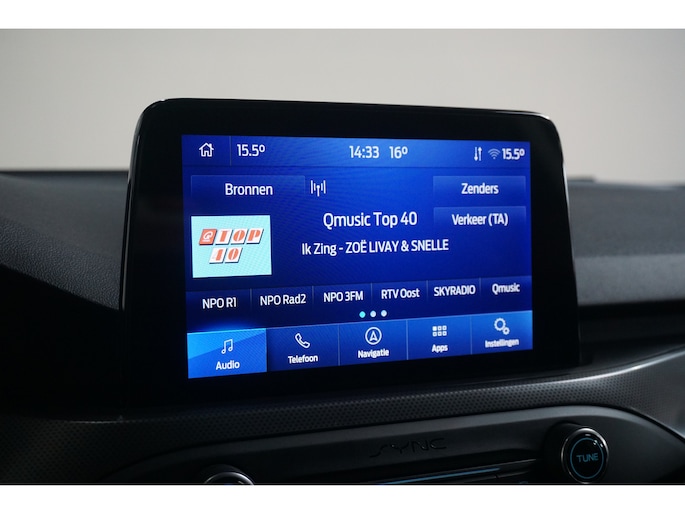 15.5° 14:33 16° 15.5°
Bronnen Zenders
Qmusic Top 40 Verkeer (TA)
Ik Zing - ZOË LIVAY & SNELLE
TOP
40
NPO R1 NPO Rad2 NPO 3FM RTV Oost SKYRADIO Qmusic
Audio Telefoon Navigatie Apps Instellingen
SYNC
TUNE